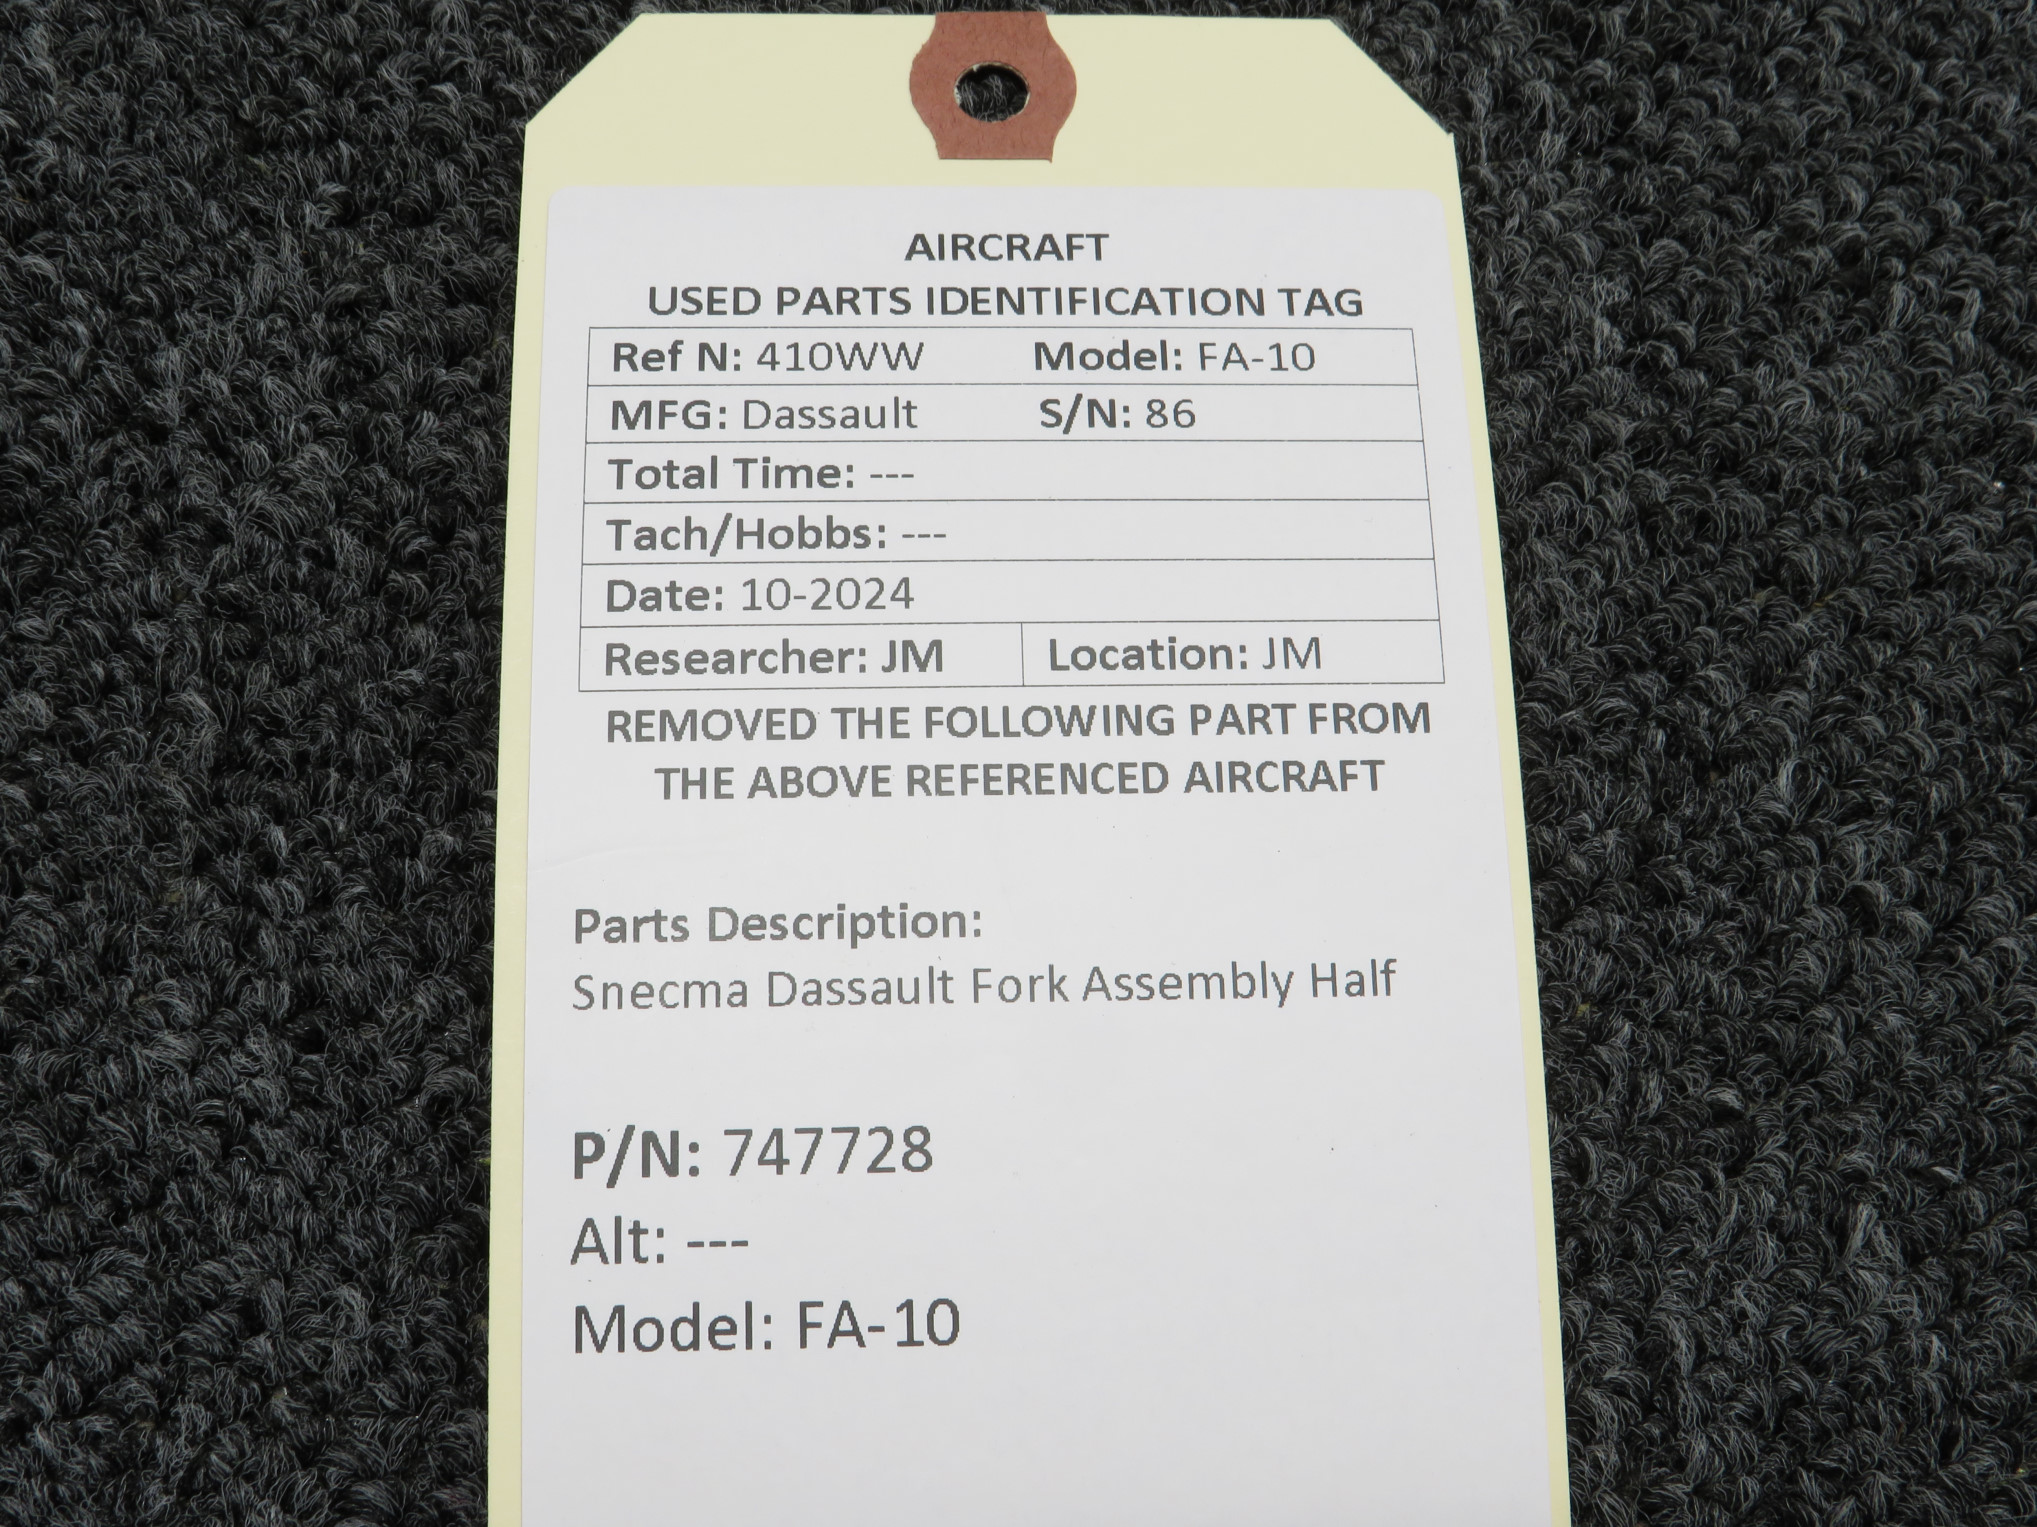 AIRCRAFT
USED PARTS IDENTIFICATION TAG
Ref N: 410WW Model: FA-10
MFG: Dassault S/N: 86
Total Time: ---
Tach/Hobbs: ---
Date: 10-2024
Researcher: JM Location: JM
REMOVED THE FOLLOWING PART FROM
THE ABOVE REFERENCED AIRCRAFT
Parts Description:
Snecma Dassault Fork Assembly Half
P/N: 747728
Alt: ---
Model: FA-10